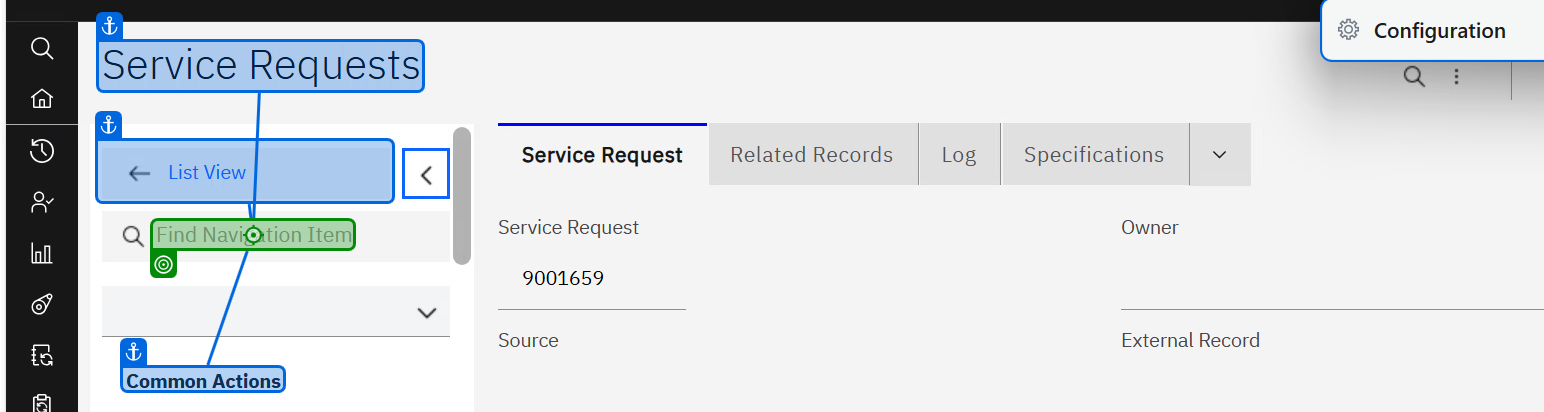 Configuration
Service Requests
List View
Find Navigation Item
Common Actions
Service Request
Related Records
Log
Specifications
Service Request
Owner
9001659
Source
External Record